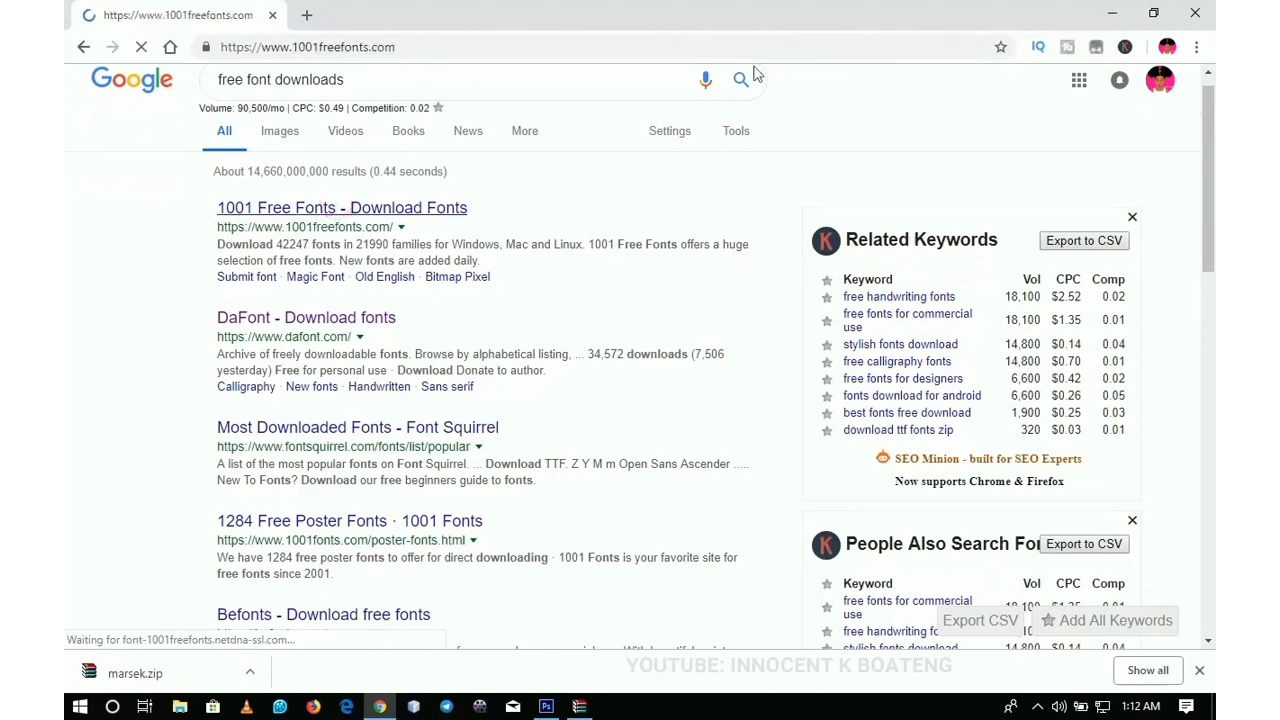 https://www.1001freefonts.com
https://www.1001freefonts.com
Google
free font downloads
Volume: 90,500/mo | CPC: $0.49 | Competition: 0.02
All Images Videos Books News More Settings Tools
About 14,660,000,000 results (0.44 seconds)
1001 Free Fonts - Download Fonts
https://www.1001freefonts.com/
Download 42247 fonts in 21990 families for Windows, Mac and Linux. 1001 Free Fonts offers a huge
selection of free fonts. New fonts are added daily.
Submit font · Magic Font · Old English · Bitmap Pixel
DaFont - Download fonts
https://www.dafont.com/
Archive of freely downloadable fonts. Browse by alphabetical listing, ... 34,572 downloads (7,506
yesterday) Free for personal use · Download Donate to author.
Calligraphy · New fonts · Handwritten · Sans serif
Most Downloaded Fonts - Font Squirrel
https://www.fontsquirrel.com/fonts/list/popular
A list of the most popular fonts on Font Squirrel. ... Download TTF. Z Y M m Open Sans Ascender .....
New To Fonts? Download our free beginners guide to fonts.
1284 Free Poster Fonts · 1001 Fonts
https://www.1001fonts.com/poster-fonts.html
We have 1284 free poster fonts to offer for direct downloading · 1001 Fonts is your favorite site for
free fonts since 2001.
Befonts - Download free fonts
Related Keywords Export to CSV
Keyword Vol CPC Comp
free handwriting fonts 18,100 $2.52 0.02
free fonts for commercial
use 18,100 $1.35 0.01
stylish fonts download 14,800 $0.14 0.04
free calligraphy fonts 14,800 $0.70 0.01
free fonts for designers 6,600 $0.42 0.02
fonts download for android 6,600 $0.26 0.05
best fonts free download 1,900 $0.25 0.03
download ttf fonts zip 320 $0.03 0.01
SEO Minion - built for SEO Experts
Now supports Chrome & Firefox
People Also Search For Export to CSV
Keyword Vol CPC Comp
free fonts for commercial
use
free handwriting
Export CSV Add All Keywords
Waiting for font-1001freefonts.netdna-ssl.com...
YOUTUBE: INNOCENT K BOATENG
marsek.zip
Show all
1:12 AM